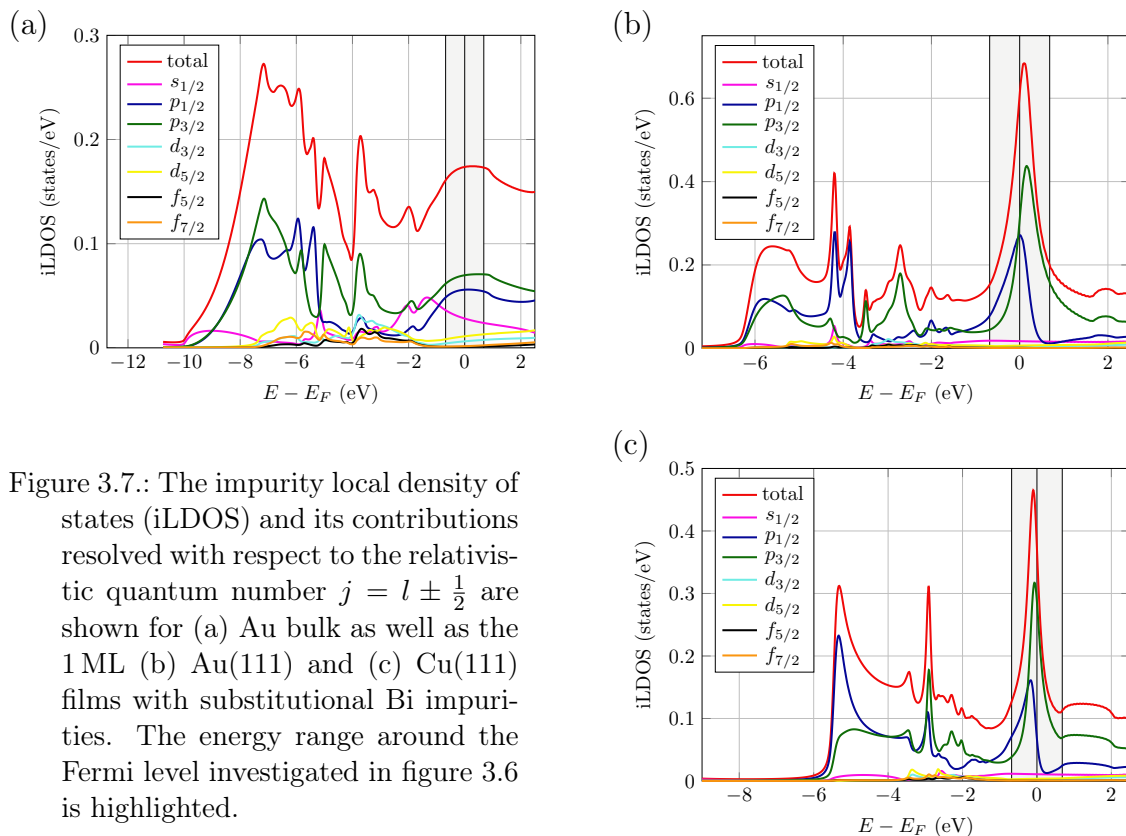 (a)
0.3
0.2
0.1
0
iLDOS (states/eV)
total
s1/2
p1/2
p3/2
d3/2
d5/2
f5/2
f7/2
−12 −10 −8 −6 −4 −2 0 2
E − EF (eV)
(b)
0.6
0.4
0.2
0
iLDOS (states/eV)
total
s1/2
p1/2
p3/2
d3/2
d5/2
f5/2
f7/2
−6 −4 −2 0 2
E − EF (eV)
Figure 3.7.: The impurity local density of
states (iLDOS) and its contributions
resolved with respect to the relativis-
tic quantum number j = l ± 1/2 are
shown for (a) Au bulk as well as the
1 ML (b) Au(111) and (c) Cu(111)
films with substitutional Bi impuri-
ties. The energy range around the
Fermi level investigated in figure 3.6
is highlighted.
(c)
0.5
0.4
0.3
0.2
0.1
0
iLDOS (states/eV)
total
s1/2
p1/2
p3/2
d3/2
d5/2
f5/2
f7/2
−8 −6 −4 −2 0 2
E − EF (eV)